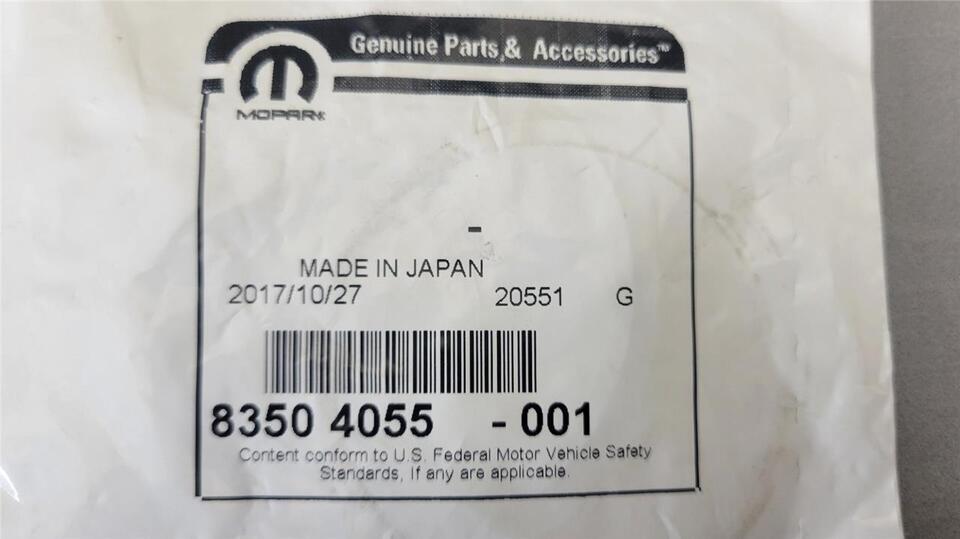 Genuine Parts & Accessories™
MOPAR®
-
MADE IN JAPAN
2017/10/27 20551 G
8350 4055 - 001
Content conform to U.S. Federal Motor Vehicle Safety
Standards, If any are applicable.